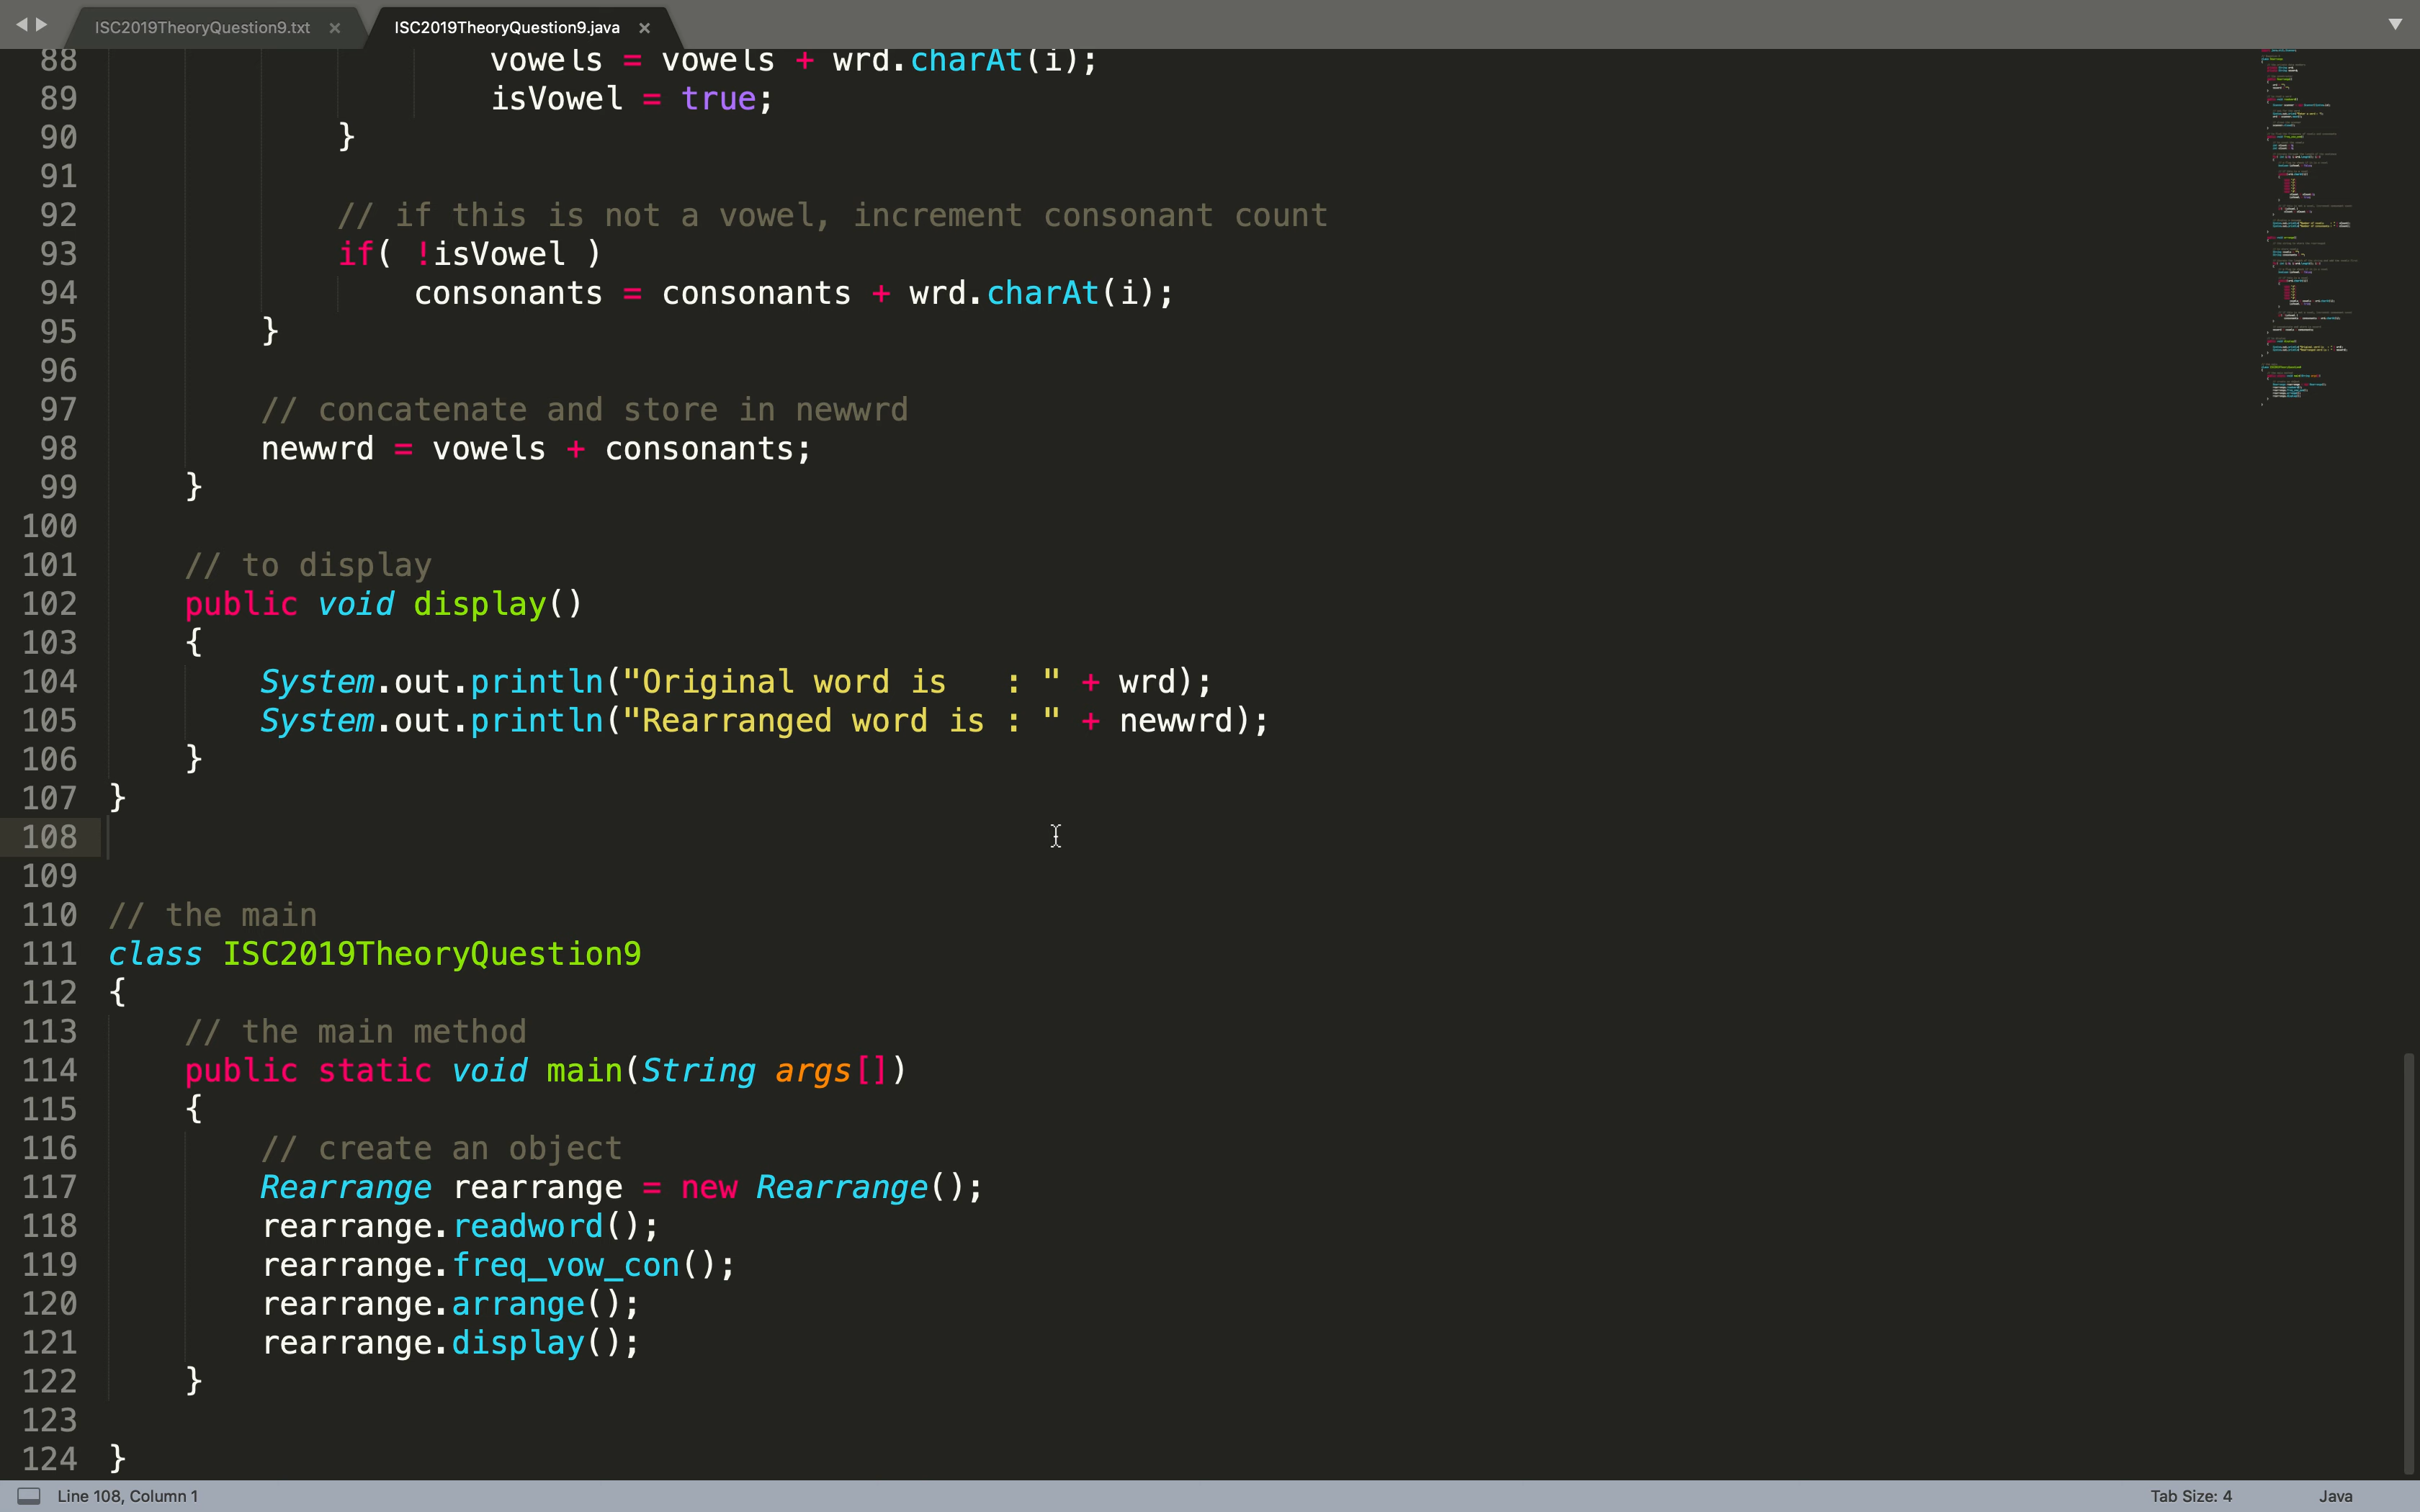 ISC2019TheoryQuestion9.txt × ISC2019TheoryQuestion9.java ×
88 vowels = vowels + wrd.charAt(i);
89 isVowel = true;
90 }
91
92 // if this is not a vowel, increment consonant count
93 if( !isVowel )
94 consonants = consonants + wrd.charAt(i);
95 }
96
97 // concatenate and store in newwrd
98 newwrd = vowels + consonants;
99 }
100
101 // to display
102 public void display()
103 {
104 System.out.println("Original word is   : " + wrd);
105 System.out.println("Rearranged word is : " + newwrd);
106 }
107 }
108
109
110 // the main
111 class ISC2019TheoryQuestion9
112 {
113 // the main method
114 public static void main(String args[])
115 {
116 // create an object
117 Rearrange rearrange = new Rearrange();
118 rearrange.readword();
119 rearrange.freq_vow_con();
120 rearrange.arrange();
121 rearrange.display();
122 }
123
124 }
Line 108, Column 1 Tab Size: 4 Java